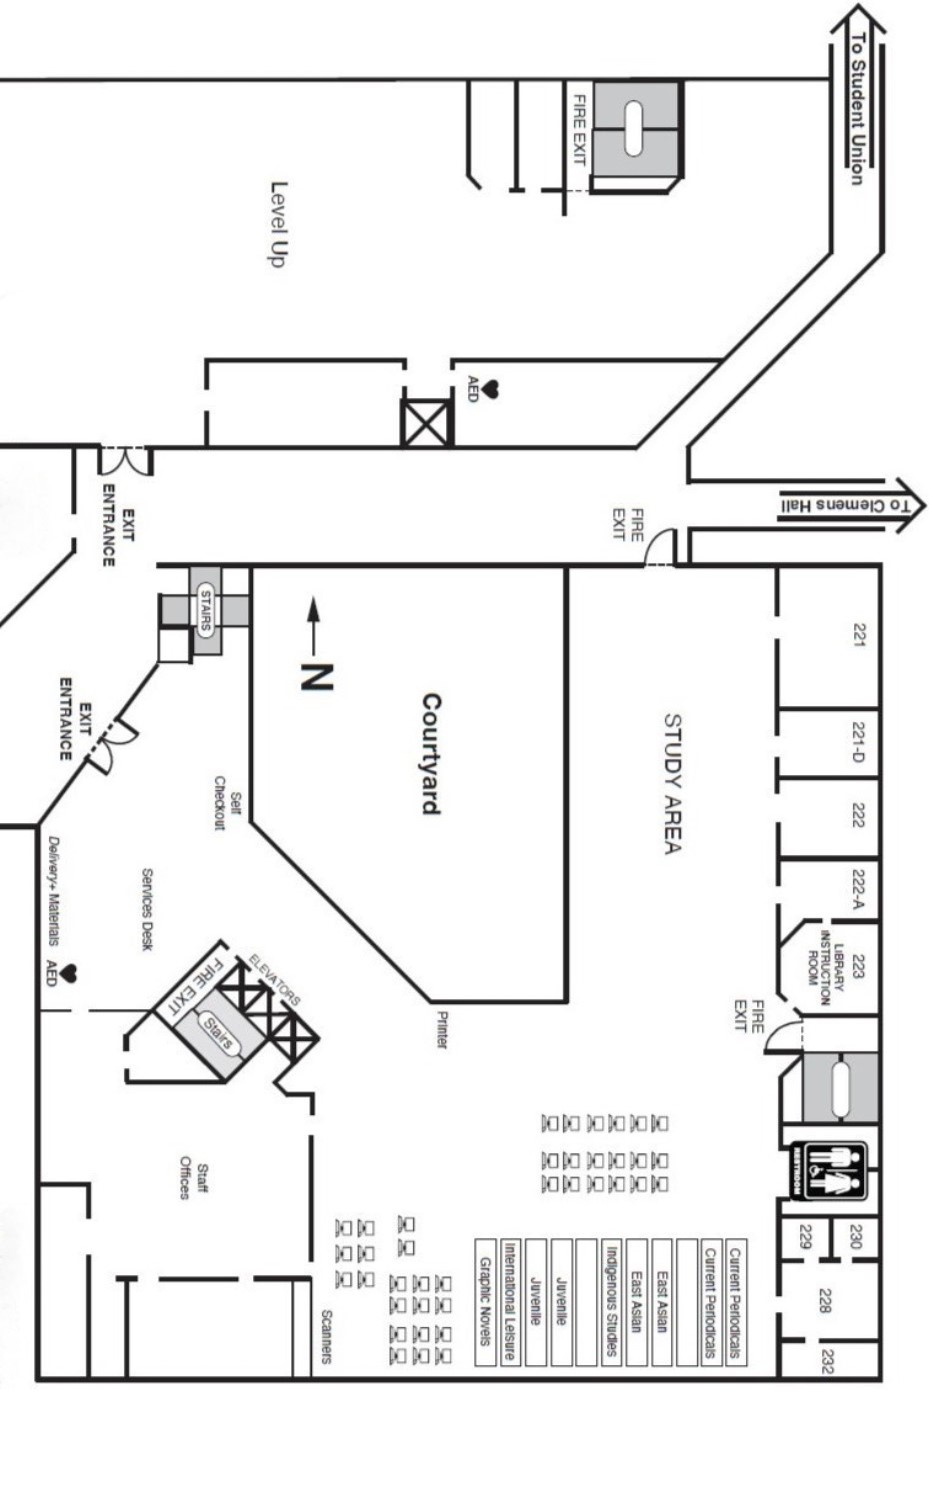 To Student Union
FIRE EXIT
Level Up
AED
To Clemens Hall
FIRE
EXIT
EXIT
ENTRANCE
STAIRS
N
Courtyard
STUDY AREA
221
221-D
222
222-A
223
LIBRARY
INSTRUCTION
ROOM
EXIT
ENTRANCE
Self
Checkout
Services Desk
Delivery+ Materials
AED
ELEVATORS
FIRE EXIT
Stairs
Printer
FIRE
EXIT
RESTROOM
Staff
Offices
229
230
228
232
Scanners
Current Periodicals
Current Periodicals
East Asian
East Asian
Indigenous Studies
Juvenile
Juvenile
International Leisure
Graphic Novels